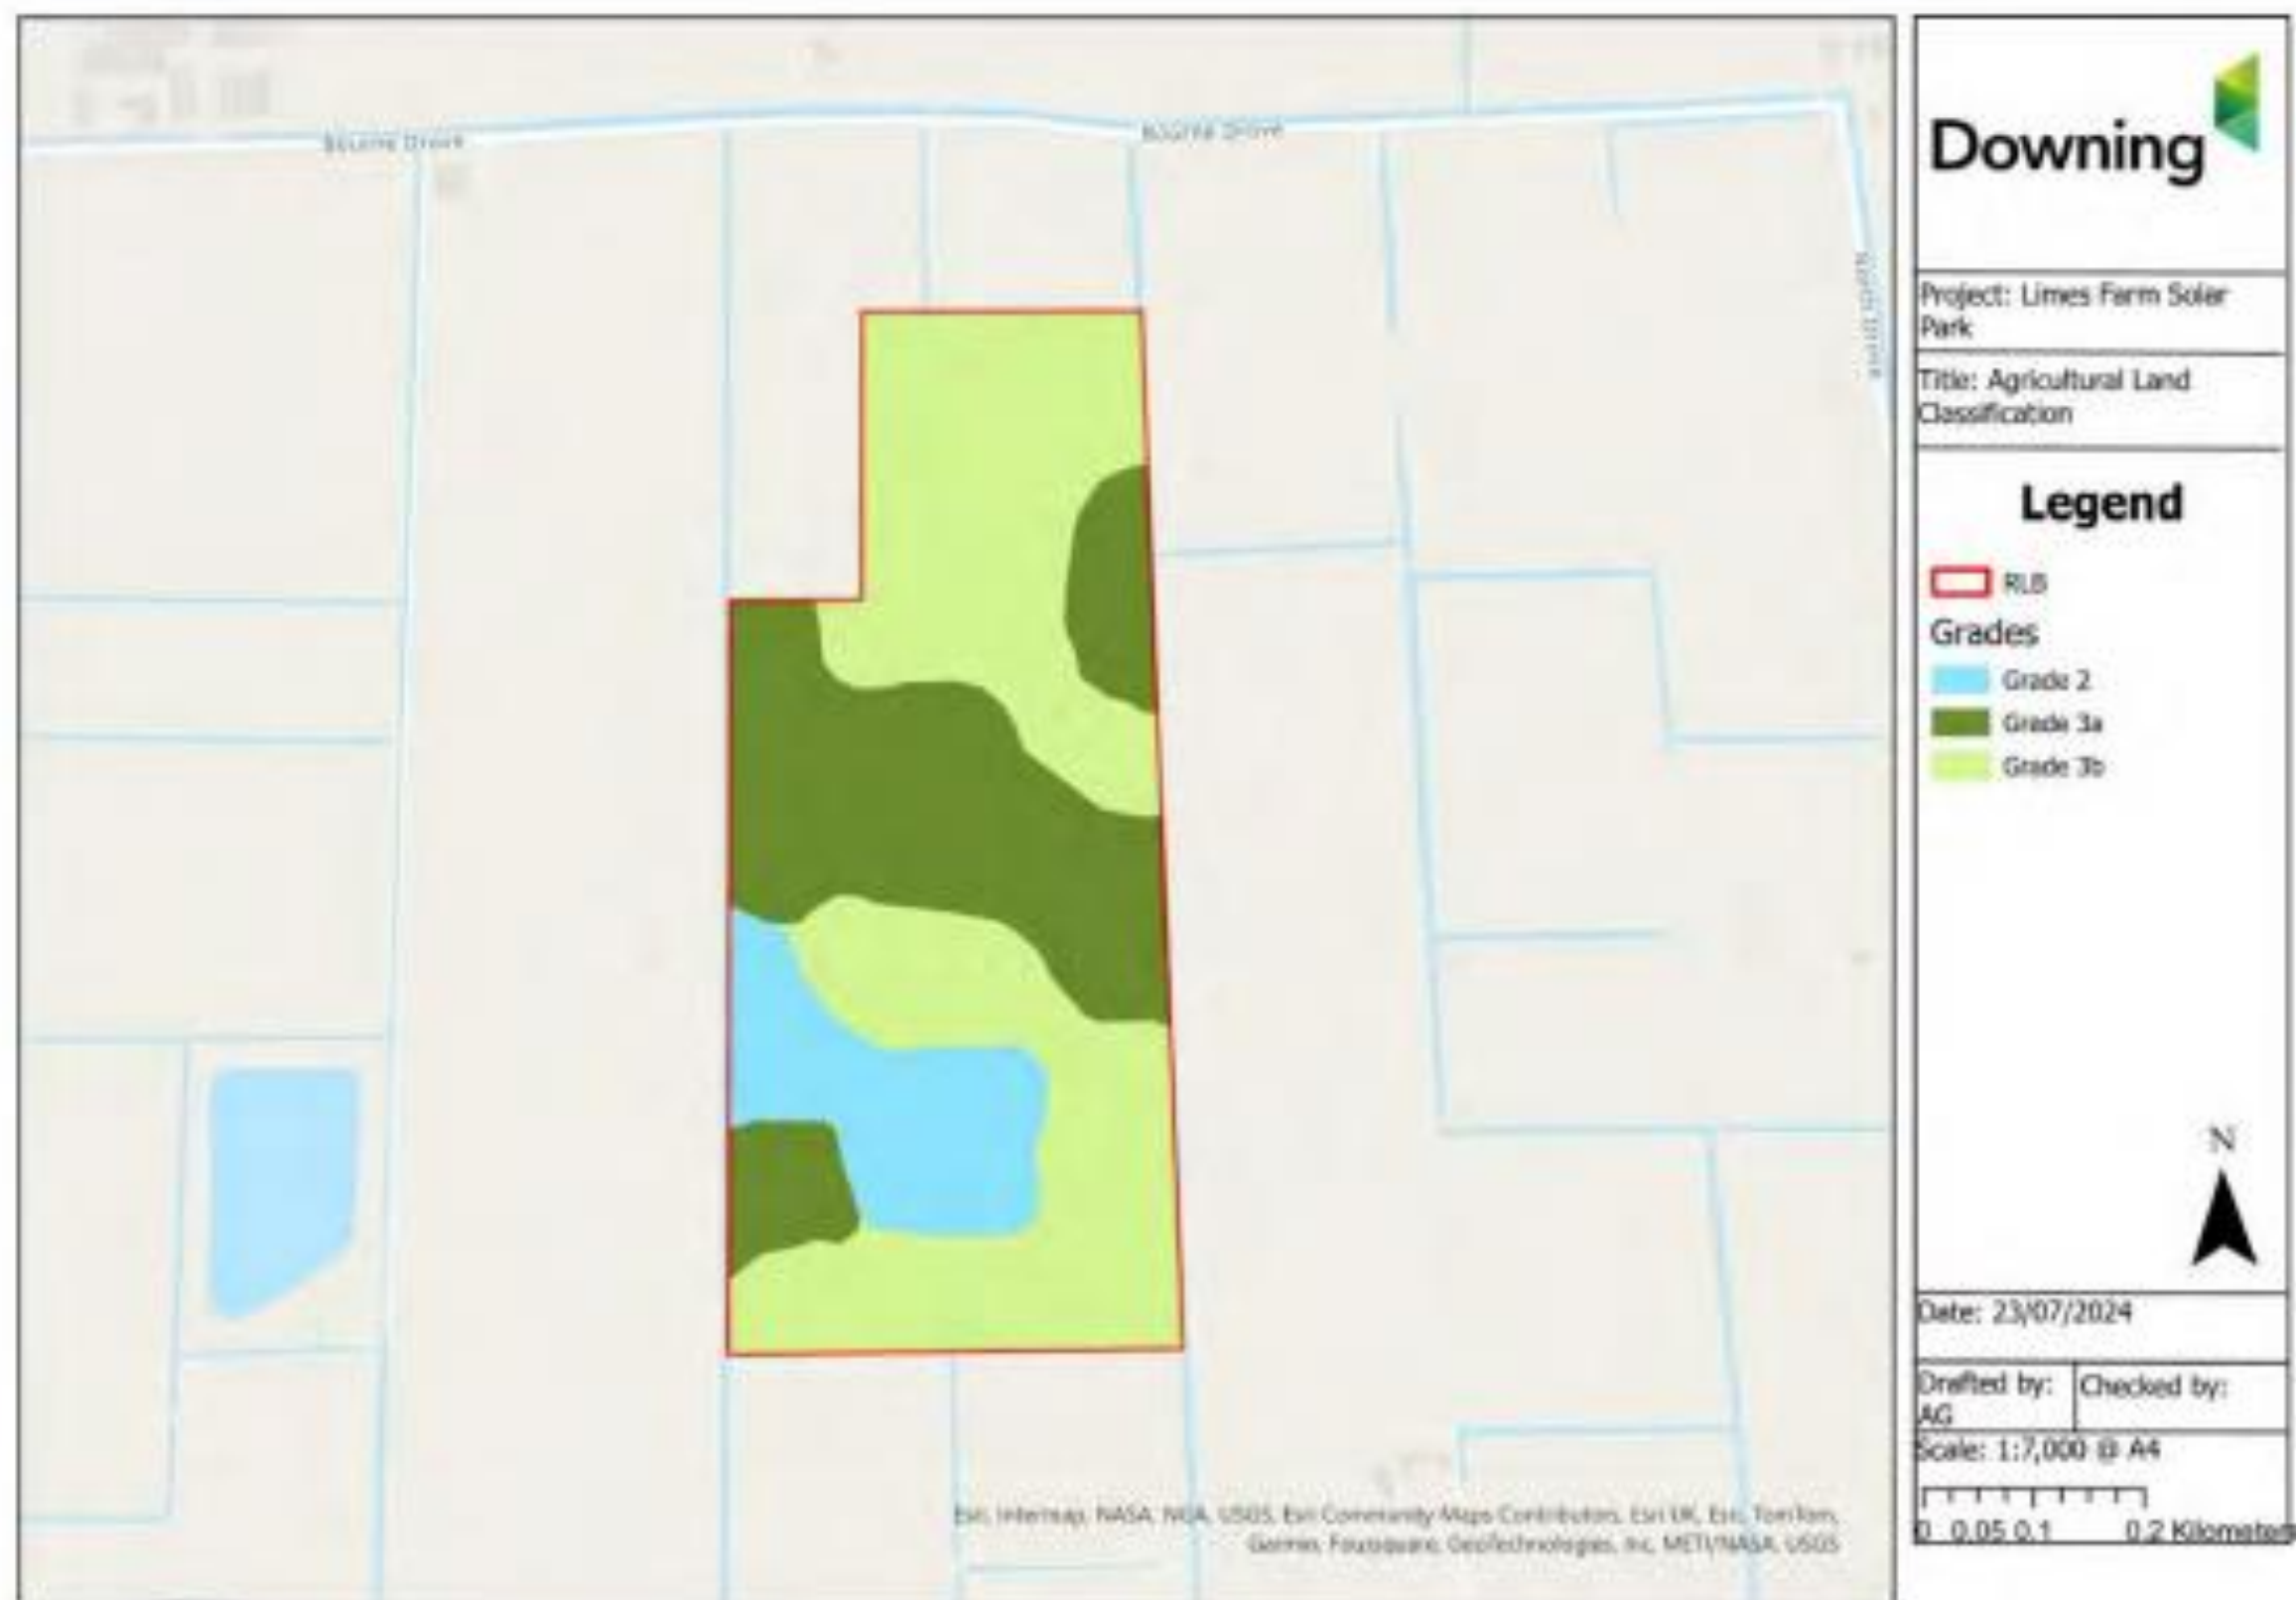 Bourne Drove
Bourne Drove
North Drove
Esri, Intermap, NASA, NGA, USGS, Esri Community Maps Contributors, Esri UK, Esri, TomTom,
Garmin, Foursquare, GeoTechnologies, Inc, METI/NASA, USGS
Downing
Project: Limes Farm Solar
Park
Title: Agricultural Land
Classification
Legend
RLB
Grades
Grade 2
Grade 3a
Grade 3b
N
Date: 23/07/2024
Drafted by:
AG
Checked by:
Scale: 1:7,000 @ A4
0 0.05 0.1 0.2 Kilometers